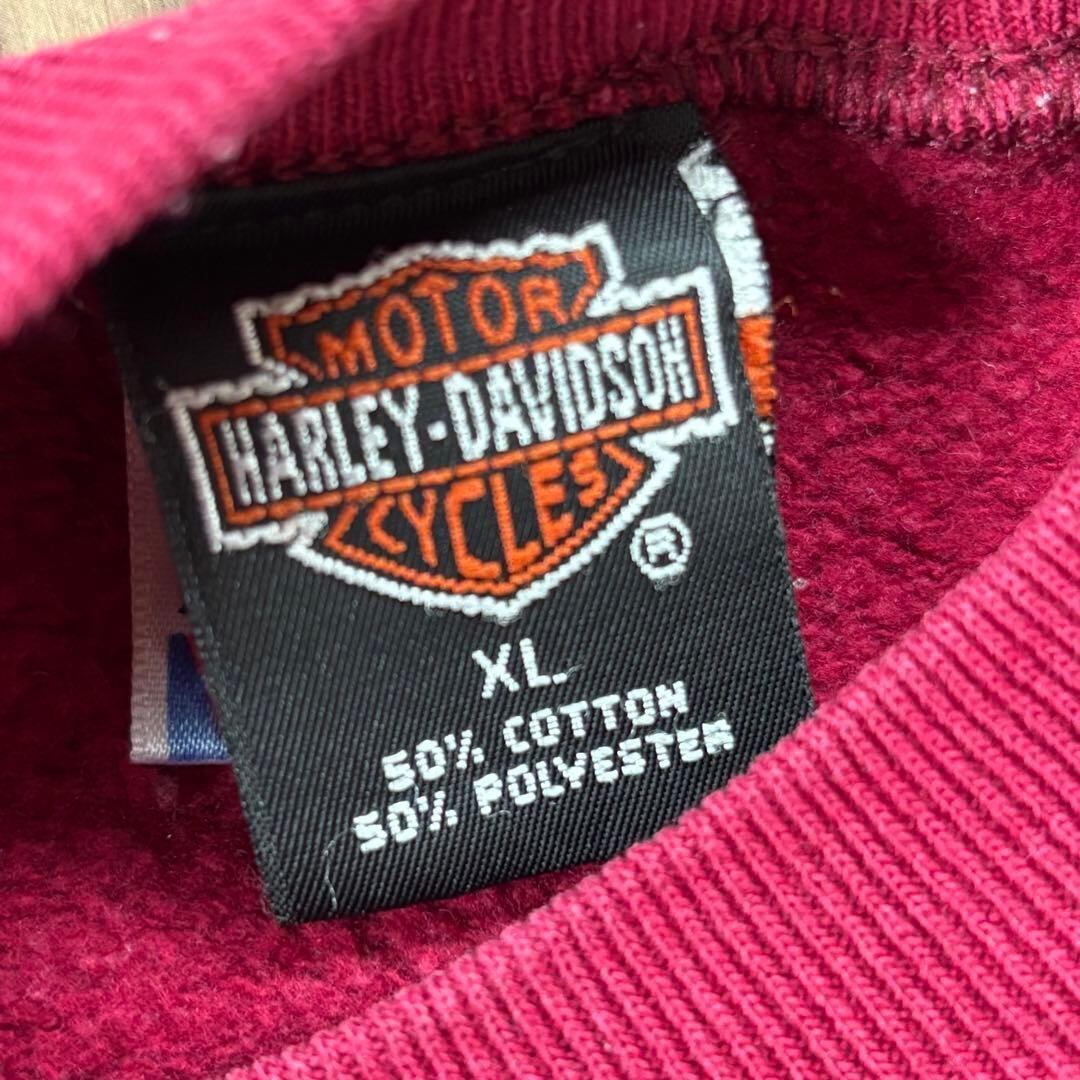 MOTOR
HARLEY-DAVIDSON
CYCLES
®
XL
50% COTTON
50% POLYESTER